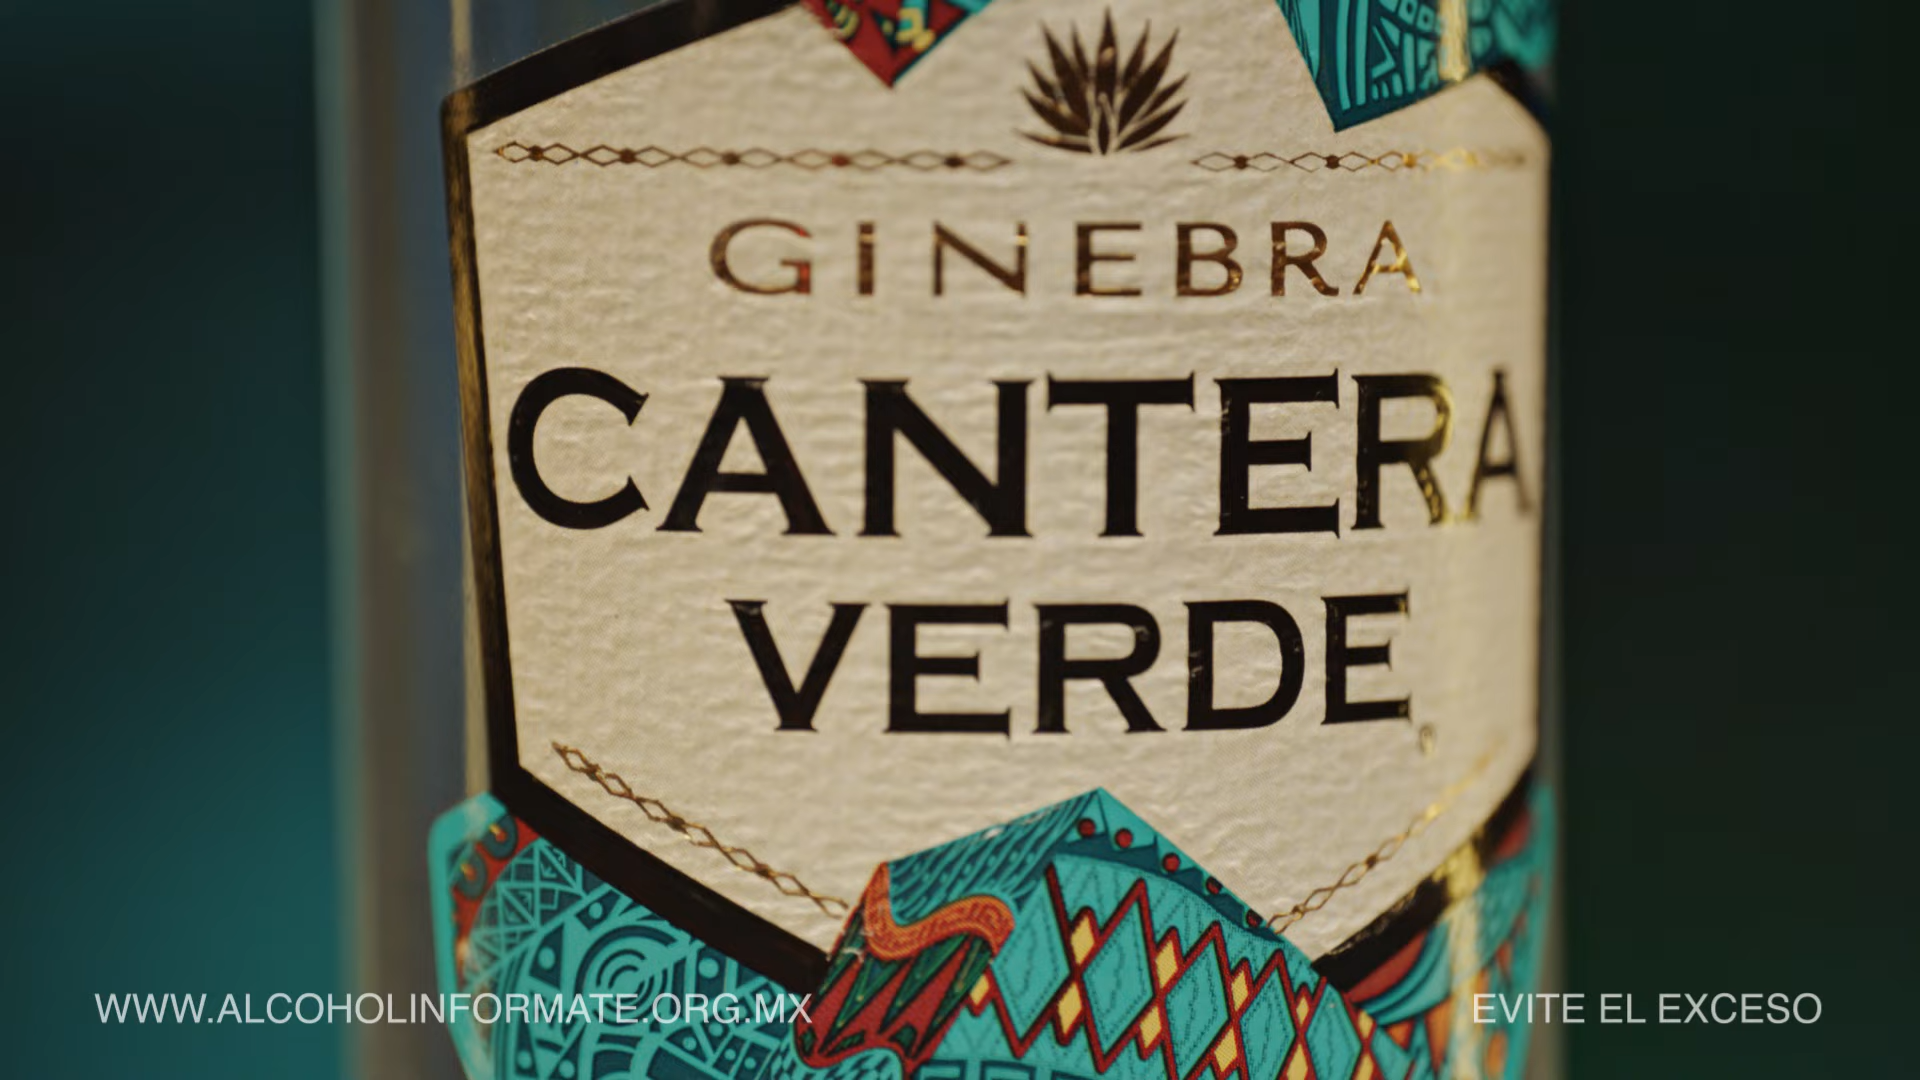 GINEBRA
CANTERA
VERDE
WWW.ALCOHOLINFORMATE.ORG.MX
EVITE EL EXCESO